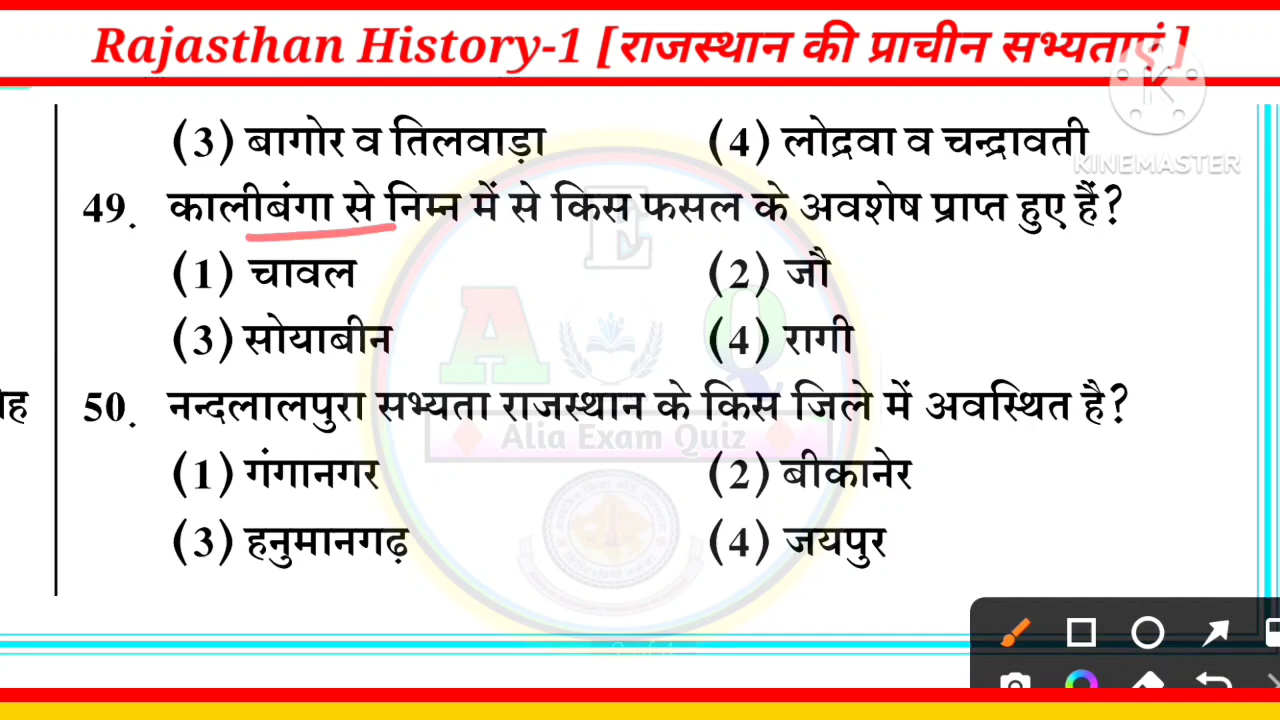 Rajasthan History-1 [राजस्थान की प्राचीन सभ्यताएं]
KINEMASTER
(3) बागोर व तिलवाड़ा (4) लोद्रवा व चन्द्रावती
49. कालीबंगा से निम्न में से किस फसल के अवशेष प्राप्त हुए हैं?
(1) चावल (2) जौ
(3) सोयाबीन (4) रागी
50. नन्दलालपुरा सभ्यता राजस्थान के किस जिले में अवस्थित है?
(1) गंगानगर (2) बीकानेर
(3) हनुमानगढ़ (4) जयपुर
E
A Q
Alia Exam Quiz